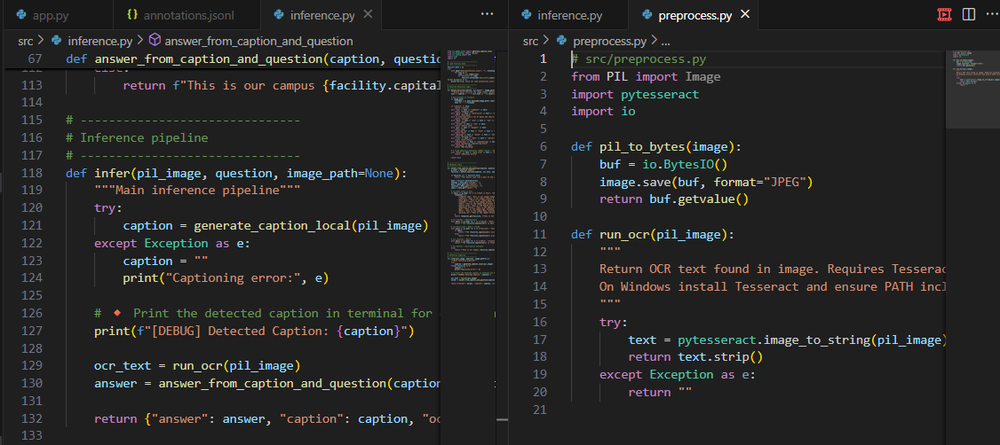 app.py
annotations.jsonl
inference.py
src > inference.py > answer_from_caption_and_question
67 def answer_from_caption_and_question(caption, questio
112 else:
113 return f"This is our campus {facility.capital
114
115 # -------------------------------
116 # Inference pipeline
117 # -------------------------------
118 def infer(pil_image, question, image_path=None):
119 """Main inference pipeline"""
120 try:
121 caption = generate_caption_local(pil_image)
122 except Exception as e:
123 caption = ""
124 print("Captioning error:", e)
125
126 # 🔸 Print the detected caption in terminal for
127 print(f"[DEBUG] Detected Caption: {caption}")
128
129 ocr_text = run_ocr(pil_image)
130 answer = answer_from_caption_and_question(caption
131
132 return {"answer": answer, "caption": caption, "oc
133
inference.py
preprocess.py
src > preprocess.py > ...
1 # src/preprocess.py
2 from PIL import Image
3 import pytesseract
4 import io
5
6 def pil_to_bytes(image):
7 buf = io.BytesIO()
8 image.save(buf, format="JPEG")
9 return buf.getvalue()
10
11 def run_ocr(pil_image):
12 """
13 Return OCR text found in image. Requires Tesserac
14 On Windows install Tesseract and ensure PATH incl
15 """
16 try:
17 text = pytesseract.image_to_string(pil_image)
18 return text.strip()
19 except Exception as e:
20 return ""
21